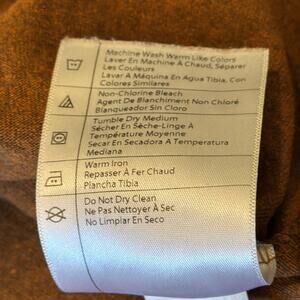 Machine Wash Warm Like Colors
Laver En Machine À Chaud, Séparer
Les Couleurs
Lavar A Máquina En Agua Tibia, Con
Colores Similares
Non-Chlorine Bleach
Agent De Blanchiment Non Chloré
Blanqueador Sin Cloro
Tumble Dry Medium
Sécher En Sèche-Linge À
Température Moyenne
Secar En Secadora A Temperatura
Mediana
Warm Iron
Repasser À Fer Chaud
Plancha Tibia
Do Not Dry Clean
Ne Pas Nettoyer À Sec
No Limpiar En Seco